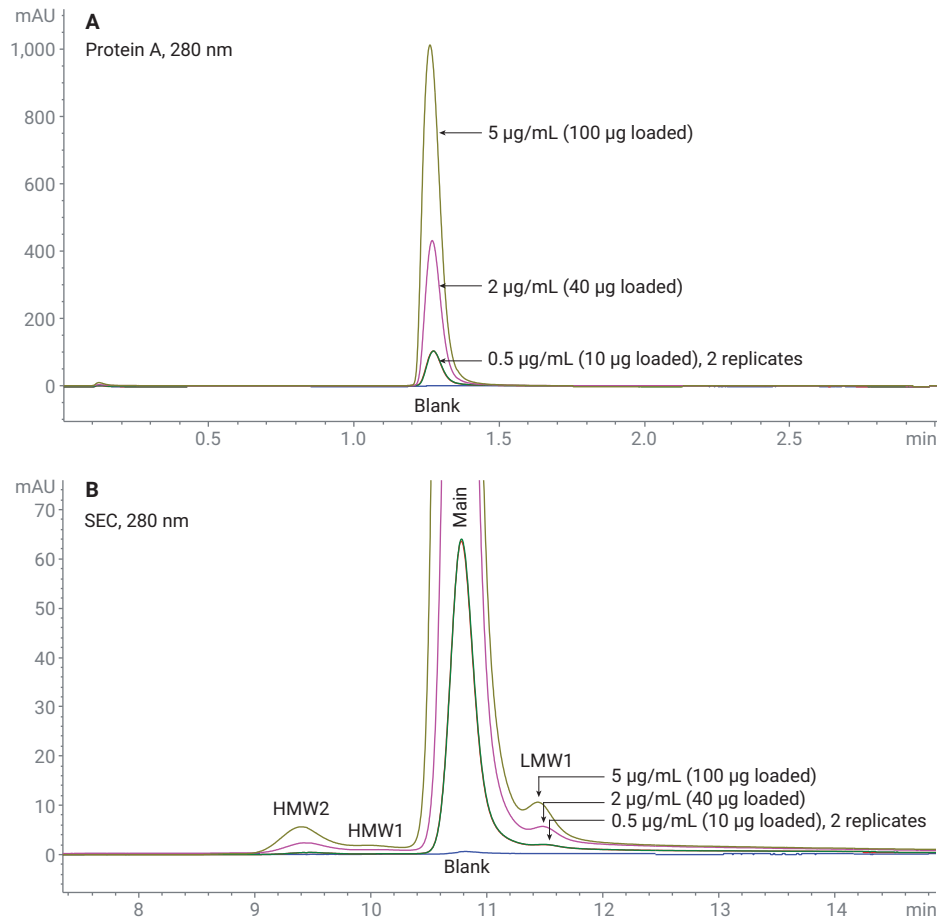 mAU
A
1,000
Protein A, 280 nm
800
5 µg/mL (100 µg loaded)
600
400
2 µg/mL (40 µg loaded)
200
0.5 µg/mL (10 µg loaded), 2 replicates
0
Blank
0.5 1.0 1.5 2.0 2.5 min
mAU
B
70
SEC, 280 nm
Main
60
50
40
30
20
LMW1
5 µg/mL (100 µg loaded)
10
HMW2
2 µg/mL (40 µg loaded)
HMW1
0.5 µg/mL (10 µg loaded), 2 replicates
0
Blank
8 9 10 11 12 13 14 min